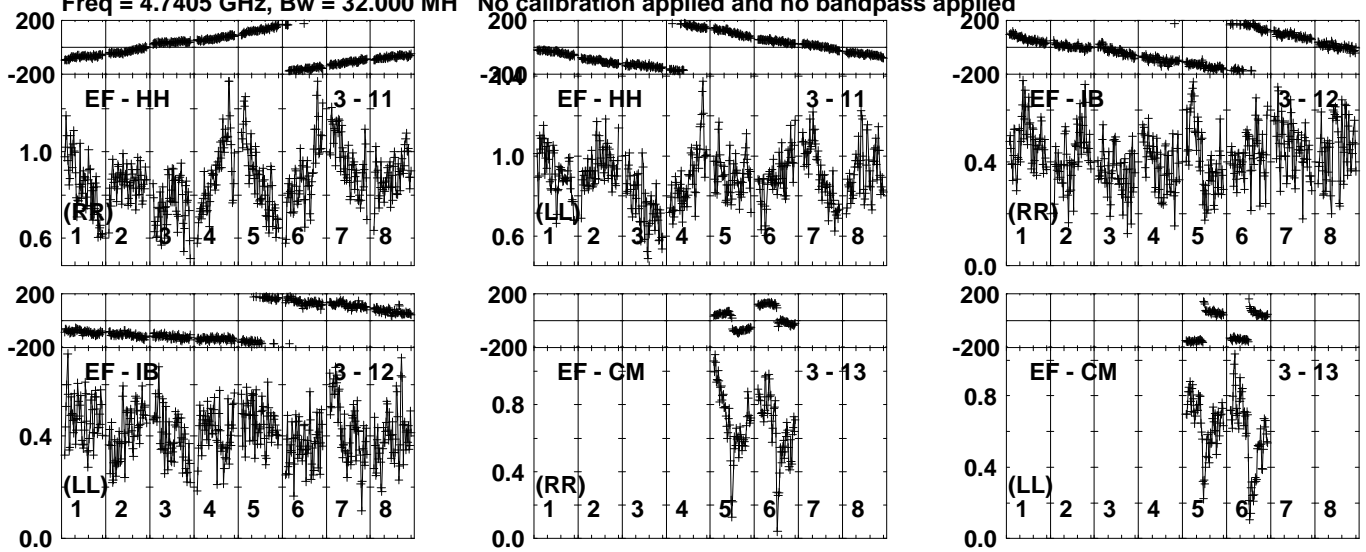 Freq = 4.7405 GHz, Bw = 32.000 MH No calibration applied and no bandpass applied
200
-200
EF - HH 3 - 11
1.0
(RR)
0.6
1 2 3 4 5 6 7 8
200
-200
1.4
EF - HH 3 - 11
1.0
(LL)
0.6
1 2 3 4 5 6 7 8
200
-200
EF - IB 3 - 12
0.4
(RR)
1 2 3 4 5 6 7 8
0.0
200
-200
EF - IB 3 - 12
0.4
(LL)
1 2 3 4 5 6 7 8
0.0
200
-200
EF - CM 3 - 13
0.8
0.4
(RR)
1 2 3 4 5 6 7 8
0.0
200
-200
EF - CM 3 - 13
0.8
0.4
(LL)
1 2 3 4 5 6 7 8
0.0